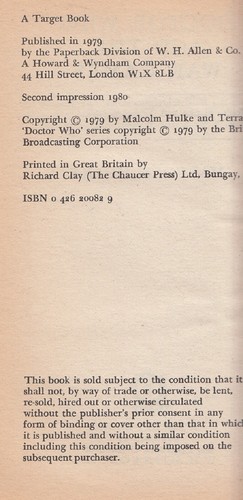 A Target Book
Published in 1979
by the Paperback Division of W. H. Allen & Co.
A Howard & Wyndham Company
44 Hill Street, London W1X 8LB
Second impression 1980
Copyright © 1979 by Malcolm Hulke and Terra
'Doctor Who' series copyright © 1979 by the Bri
Broadcasting Corporation
Printed in Great Britain by
Richard Clay (The Chaucer Press) Ltd, Bungay,
ISBN 0 426 20082 9
This book is sold subject to the condition that it
shall not, by way of trade or otherwise, be lent,
re-sold, hired out or otherwise circulated
without the publisher's prior consent in any
form of binding or cover other than that in which
it is published and without a similar condition
including this condition being imposed on the
subsequent purchaser.